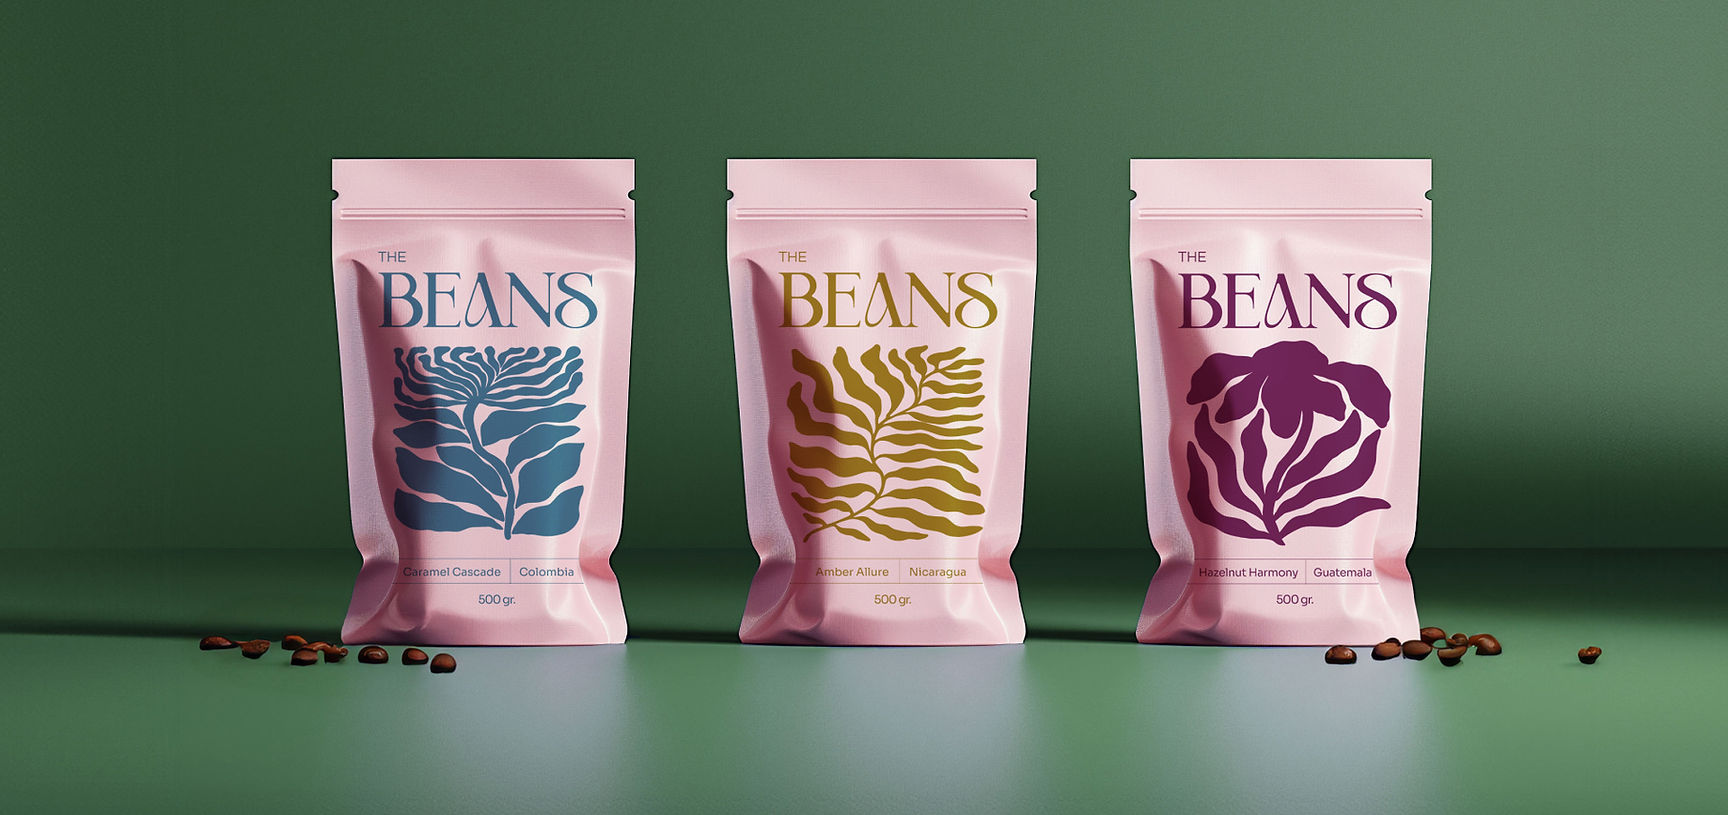 THE
BEANS
Caramel Cascade | Colombia
500 gr.
THE
BEANS
Amber Allure | Nicaragua
500 gr.
THE
BEANS
Hazelnut Harmony | Guatemala
500 gr.